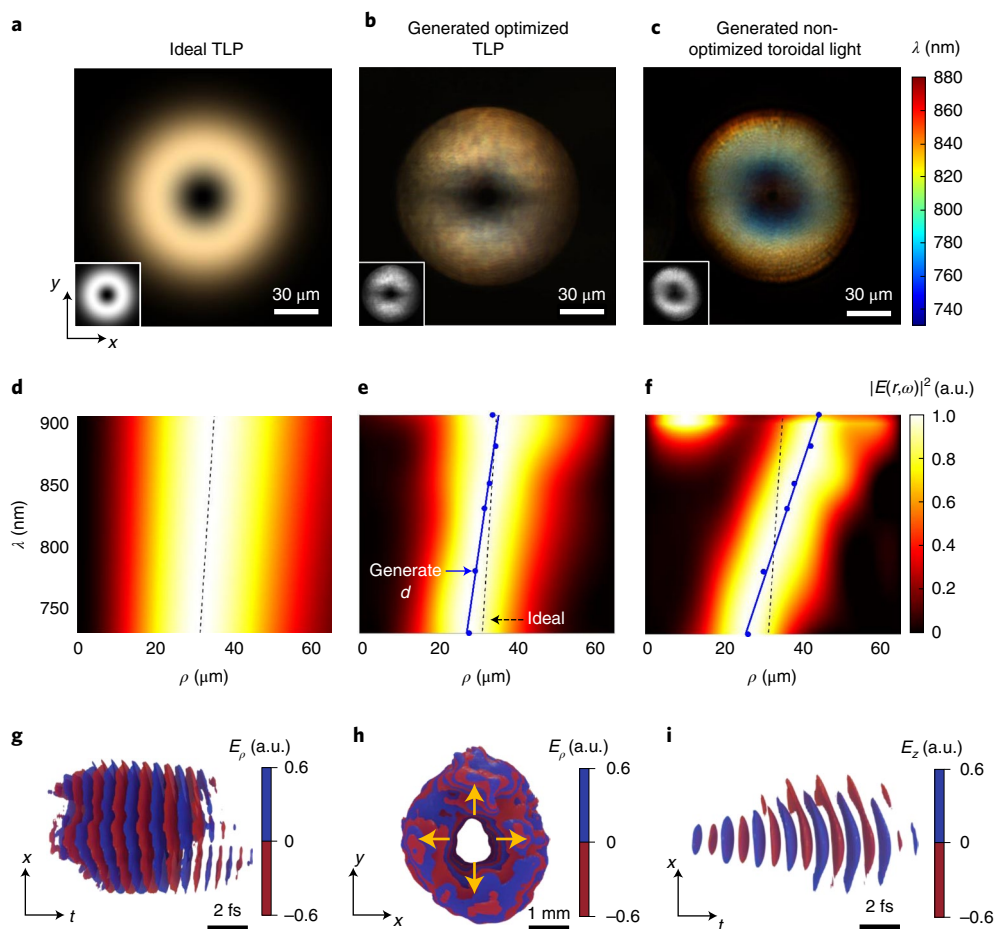 a
Ideal TLP
b
Generated optimized
TLP
c
Generated non-
optimized toroidal light
λ (nm)
880
860
840
820
800
780
760
740
y
x
30 μm
30 μm
30 μm
d
e
f
|E(r,ω)|² (a.u.)
900
850
800
750
λ (nm)
Generate
d
Ideal
1.0
0.8
0.6
0.4
0.2
0
0 20 40 60
ρ (μm)
0 20 40 60
ρ (μm)
0 20 40 60
ρ (μm)
g
Eρ (a.u.)
0.6
0
–0.6
x
t
2 fs
h
Eρ (a.u.)
0.6
0
–0.6
y
x
1 mm
i
Ez (a.u.)
0.6
0
–0.6
x
t
2 fs